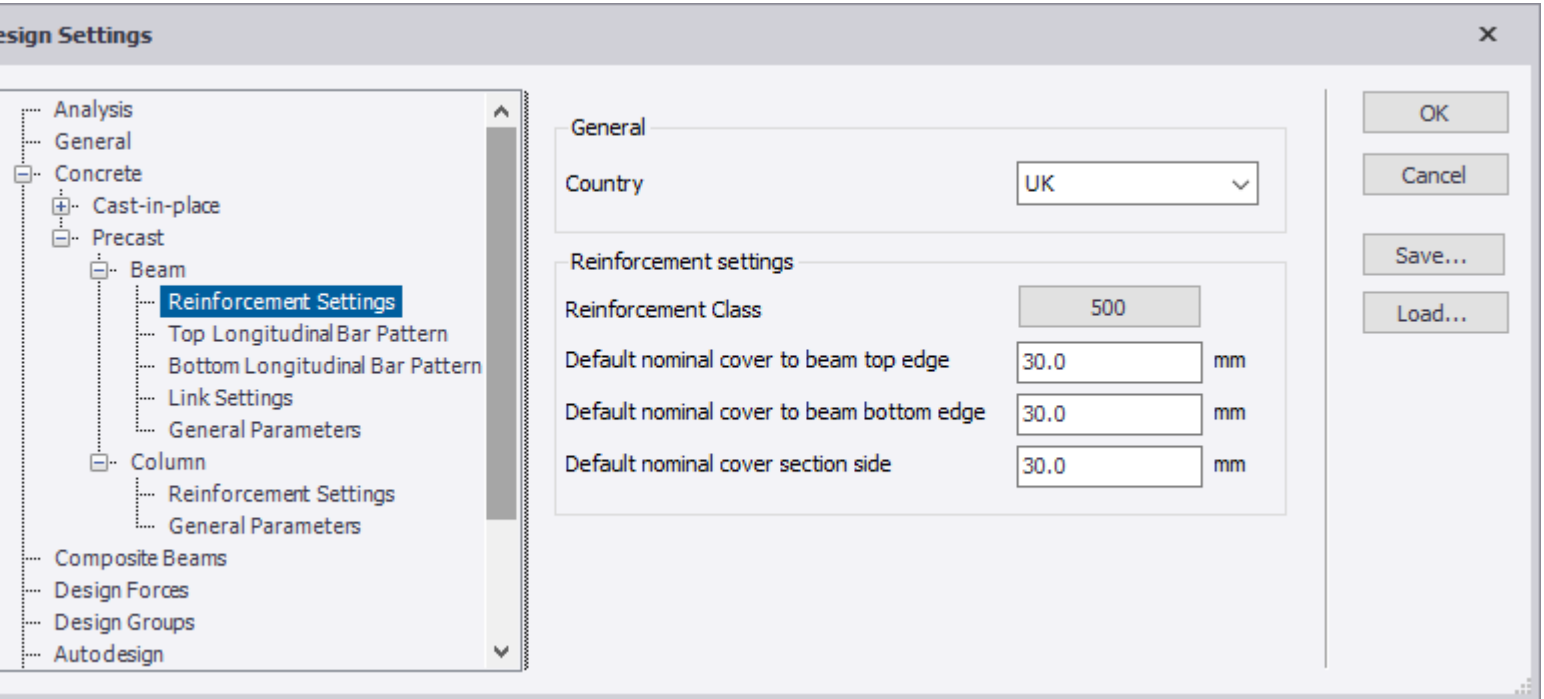 esign Settings
Analysis
General
Concrete
Cast-in-place
Precast
Beam
Reinforcement Settings
Top Longitudinal Bar Pattern
Bottom Longitudinal Bar Pattern
Link Settings
General Parameters
Column
Reinforcement Settings
General Parameters
Composite Beams
Design Forces
Design Groups
Autodesign
General
Country
UK
Reinforcement settings
Reinforcement Class
500
Default nominal cover to beam top edge
30.0
mm
Default nominal cover to beam bottom edge
30.0
mm
Default nominal cover section side
30.0
mm
OK
Cancel
Save...
Load...